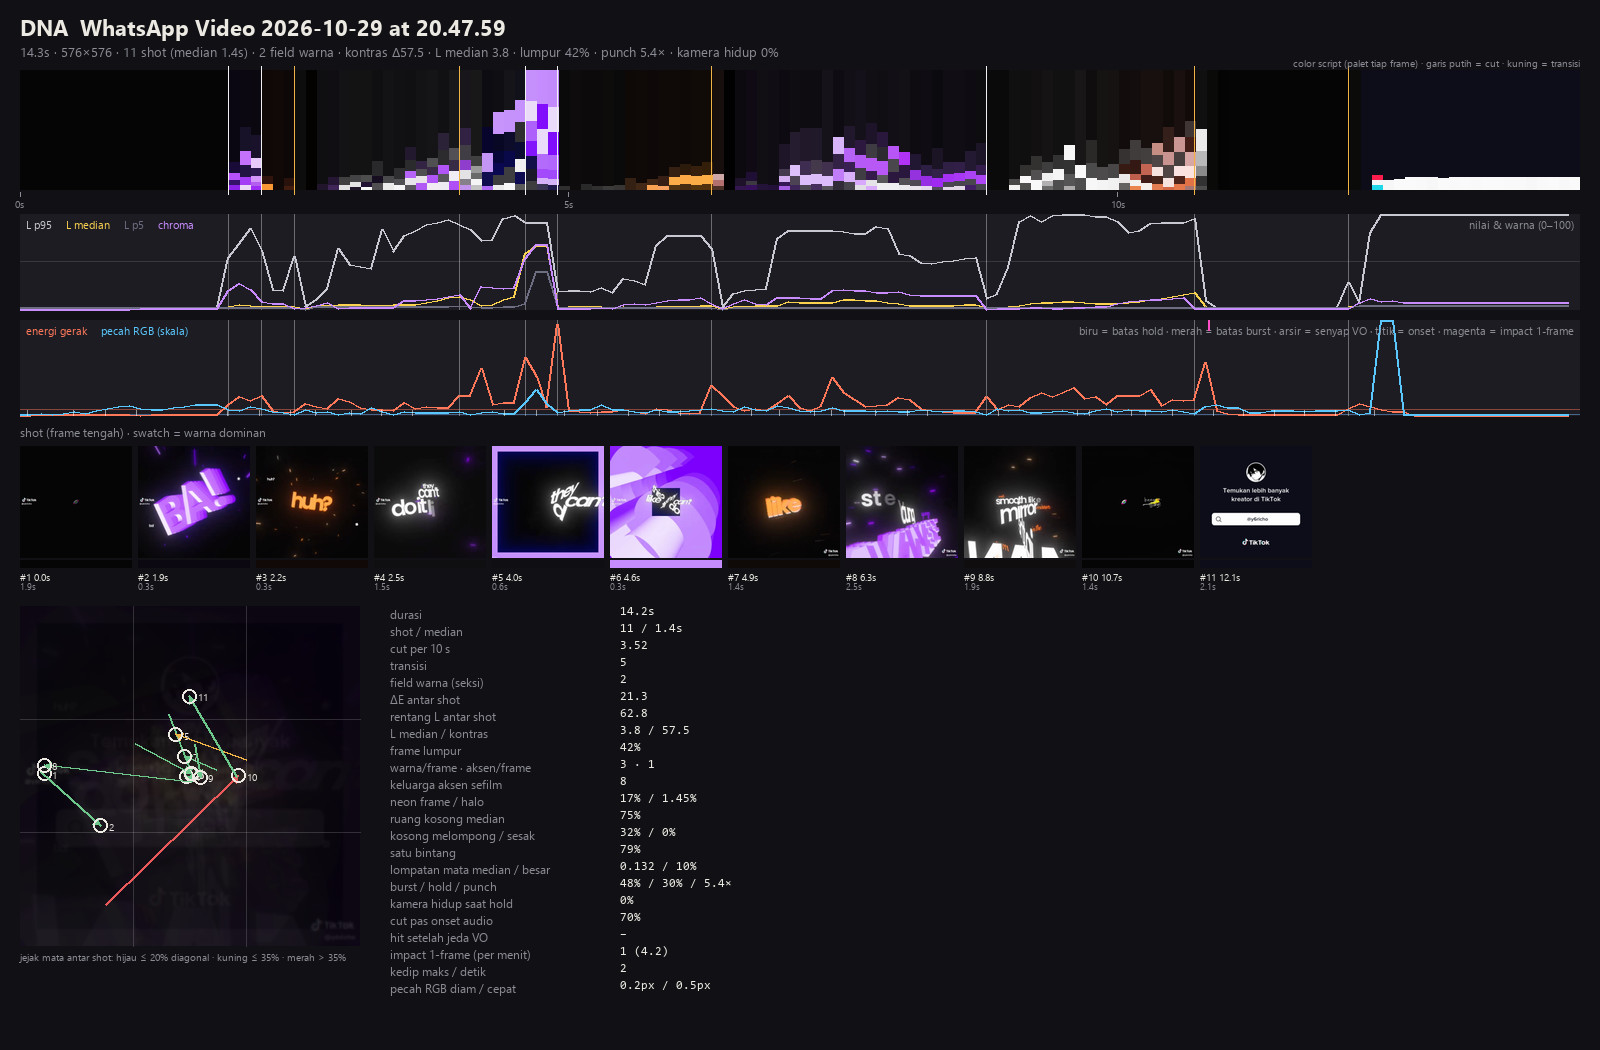 DNA WhatsApp Video 2026-10-29 at 20.47.59
14.3s · 576×576 · 11 shot (median 1.4s) · 2 field warna · kontras Δ57.5 · L median 3.8 · lumpur 42% · punch 5.4× · kamera hidup 0%
color script (palet tiap frame) · garis putih = cut · kuning = transisi
0s 5s 10s
L p95 L median L p5 chroma nilai & warna (0–100)
energi gerak pecah RGB (skala) biru = batas hold · merah = batas burst · arsir = senyap VO · titik = onset · magenta = impact 1-frame
shot (frame tengah) · swatch = warna dominan
BA!
huh?
they can't do it
they can
like
ste
dung
smooth like mirror
Temukan lebih banyak
kreator di TikTok
@y6richo
TikTok
#1 0.0s #2 1.9s #3 2.2s #4 2.5s #5 4.0s #6 4.6s #7 4.9s #8 6.3s #9 8.8s #10 10.7s #11 12.1s
1.9s 0.3s 0.3s 1.5s 0.6s 0.3s 1.4s 2.5s 1.9s 1.4s 2.1s
11
2
10
durasi 14.2s
shot / median 11 / 1.4s
cut per 10 s 3.52
transisi 5
field warna (seksi) 2
ΔE antar shot 21.3
rentang L antar shot 62.8
L median / kontras 3.8 / 57.5
frame lumpur 42%
warna/frame · aksen/frame 3 · 1
keluarga aksen sefilm 8
neon frame / halo 17% / 1.45%
ruang kosong median 75%
kosong melompong / sesak 32% / 0%
satu bintang 79%
lompatan mata median / besar 0.132 / 10%
burst / hold / punch 48% / 30% / 5.4×
kamera hidup saat hold 0%
cut pas onset audio 70%
hit setelah jeda VO –
impact 1-frame (per menit) 1 (4.2)
kedip maks / detik 2
pecah RGB diam / cepat 0.2px / 0.5px
jejak mata antar shot: hijau ≤ 20% diagonal · kuning ≤ 35% · merah > 35%